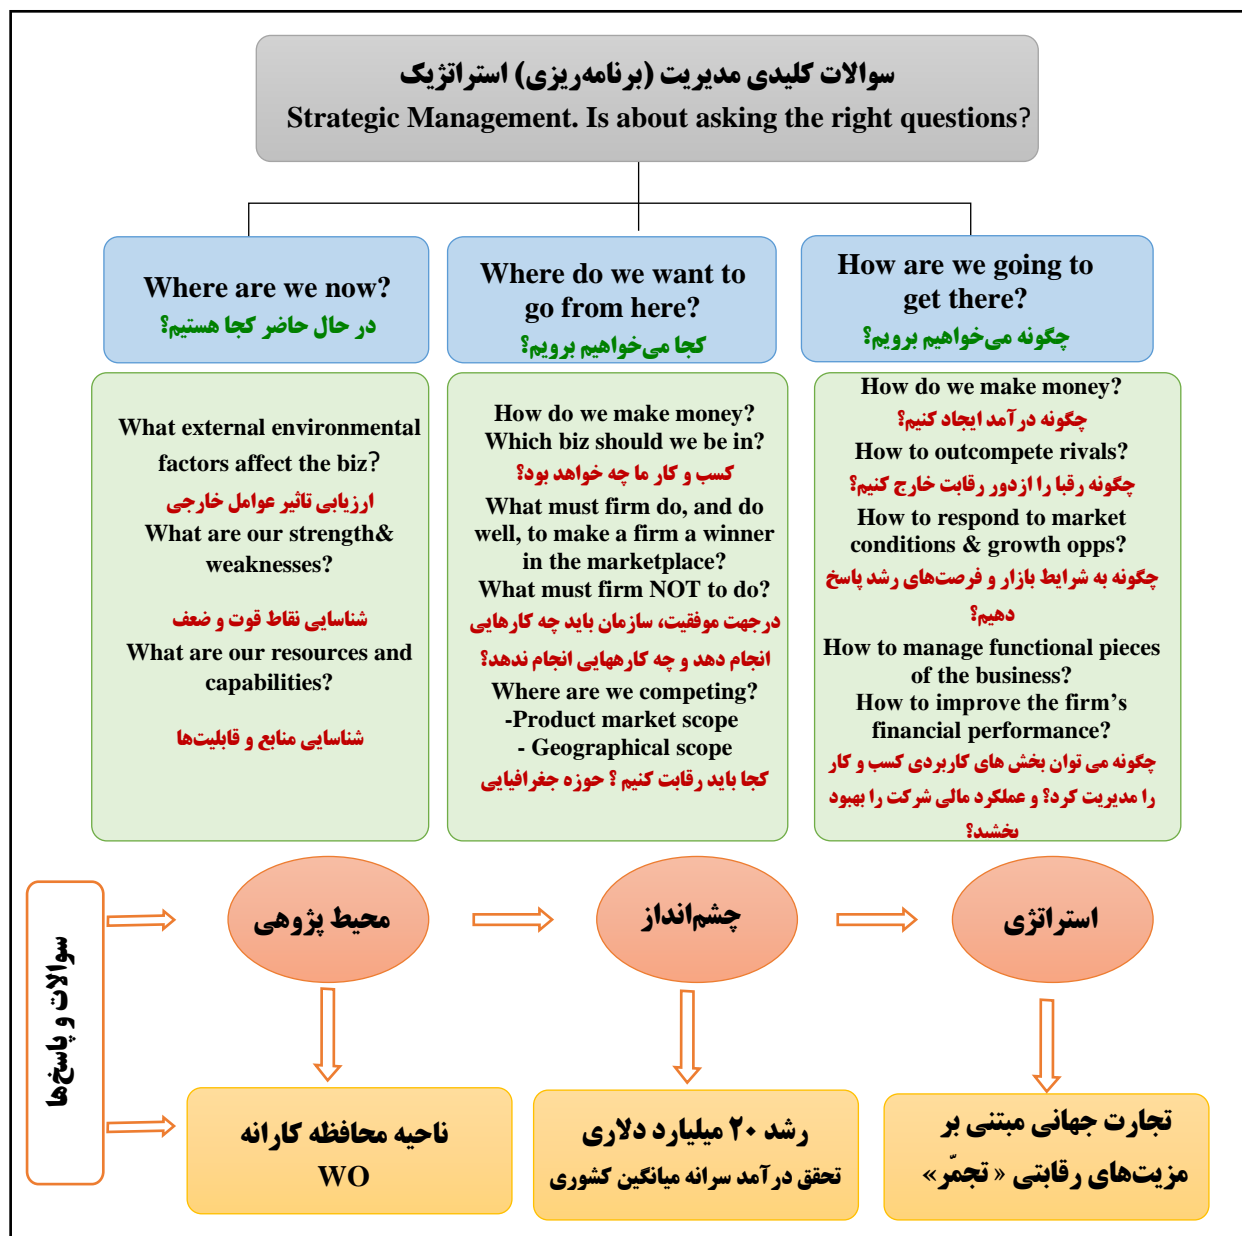 سوالات کلیدی مدیریت (برنامه‌ریزی) استراتژیک
Strategic Management. Is about asking the right questions?
Where are we now?
در حال حاضر کجا هستیم؟
Where do we want to
go from here?
کجا می‌خواهیم برویم؟
How are we going to
get there?
چگونه می‌خواهیم برویم؟
What external environmental
factors affect the biz?
ارزیابی تاثیر عوامل خارجی
What are our strength&
weaknesses?
شناسایی نقاط قوت و ضعف
What are our resources and
capabilities?
شناسایی منابع و قابلیت‌ها
How do we make money?
Which biz should we be in?
کسب و کار ما چه خواهد بود؟
What must firm do, and do
well, to make a firm a winner
in the marketplace?
What must firm NOT to do?
درجهت موفقیت، سازمان باید چه کارهایی
انجام دهد و چه کارههایی انجام ندهد؟
Where are we competing?
-Product market scope
- Geographical scope
کجا باید رقابت کنیم ؟ حوزه جغرافیایی
How do we make money?
چگونه درآمد ایجاد کنیم؟
How to outcompete rivals?
چگونه رقبا را ازدور رقابت خارج کنیم؟
How to respond to market
conditions & growth opps?
چگونه به شرایط بازار و فرصت‌های رشد پاسخ
دهیم؟
How to manage functional pieces
of the business?
How to improve the firm’s
financial performance?
چگونه می توان بخش های کاربردی کسب و کار
را مدیریت کرد؟ و عملکرد مالی شرکت را بهبود
بخشید؟
سوالات و پاسخ‌ها
محیط پژوهی
چشم‌انداز
استراتژی
ناحیه محافظه کارانه
WO
رشد ۲۰ میلیارد دلاری
تحقق درآمد سرانه میانگین کشوری
تجارت جهانی مبتنی بر
مزیت‌های رقابتی « تجمّر»